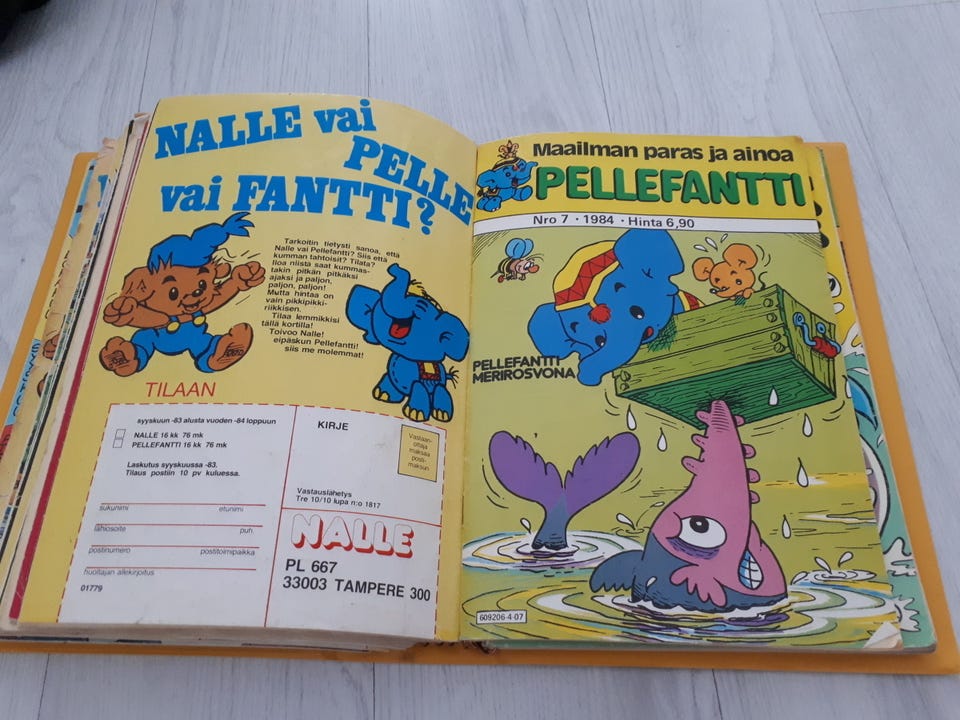 NALLE vai
PELLE
vai FANTTI?
Tarkoitin tietysti sanoa, että
Nalle vai Pellefantti? Siis että
kumman tahtoisit? Tilata?
lloa niistä saat kummas-
takin pitkän pitkäksi
ajaksi ja paljon,
paljon, paljon!
Mutta hintaa on
vain pikkipikki-
riikkisen.
Tilaa lemmikkisi
tällä kortilla!
Toivoo Nalle!
eipäskun Pellefantti!
siis me molemmat!
TILAAN
syyskuun -83 alusta vuoden -84 loppuun
NALLE 16 kk 76 mk
PELLEFANTTI 16 kk 76 mk
Laskutus syyskuussa -83.
Tilaus postiin 10 pv kuluessa.
sukunimi etunimi
lähiosoite puh.
postinumero postitoimipaikka
huoltajan allekirjoitus
01779
KIRJE
Vastaan-
ottaja
maksaa
posti-
maksun
Vastauslähetys
Tre 10/10 lupa n:o 1817
NALLE
PL 667
33003 TAMPERE 300
Maailman paras ja ainoa
PELLEFANTTI
Nro 7 · 1984 · Hinta 6,90
PELLEFANTTI
MERIROSVONA
609206-4-07